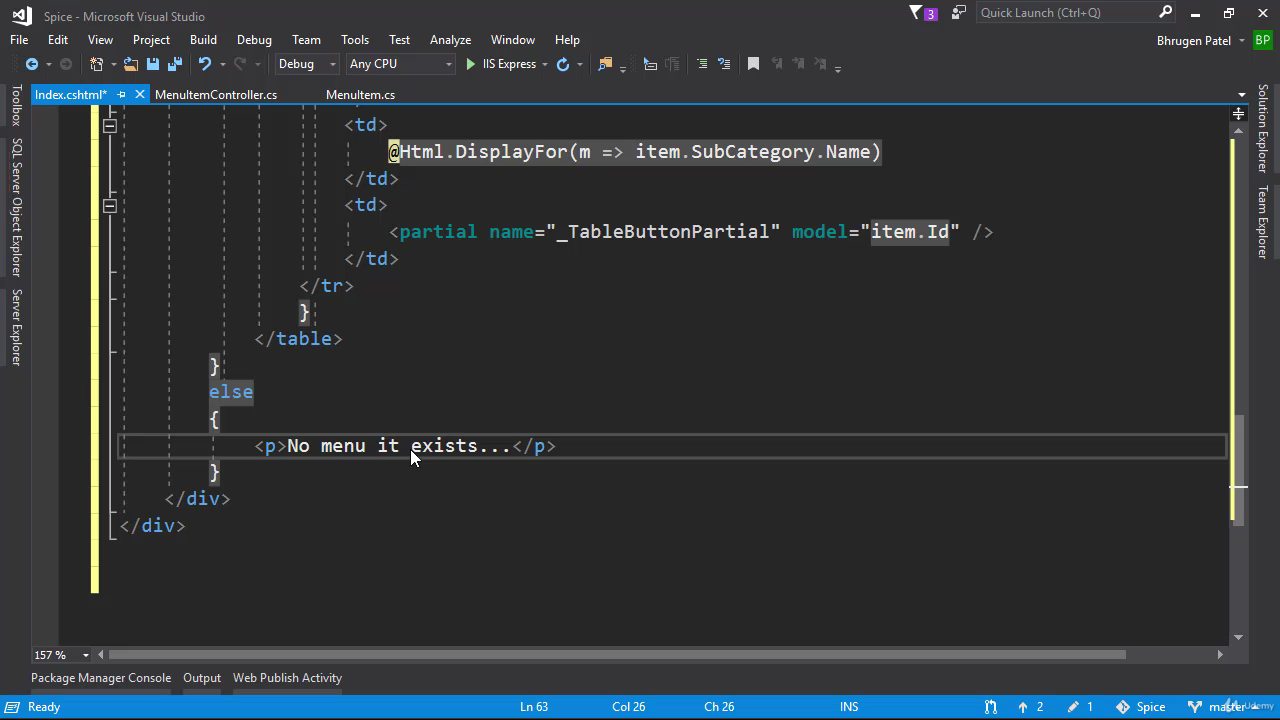 Spice - Microsoft Visual Studio
3
Quick Launch (Ctrl+Q)
File Edit View Project Build Debug Team Tools Test Analyze Window Help
Bhrugen Patel BP
Debug Any CPU IIS Express
Index.cshtml* MenuItemController.cs MenuItem.cs
Toolbox
SQL Server Object Explorer
Server Explorer
Solution Explorer
Team Explorer
<td>
@Html.DisplayFor(m => item.SubCategory.Name)
</td>
<td>
<partial name="_TableButtonPartial" model="item.Id" />
</td>
</tr>
}
</table>
}
else
{
<p>No menu it exists...</p>
}
</div>
</div>
157 %
Package Manager Console Output Web Publish Activity
Ready Ln 63 Col 26 Ch 26 INS 2 1 Spice master
Udemy